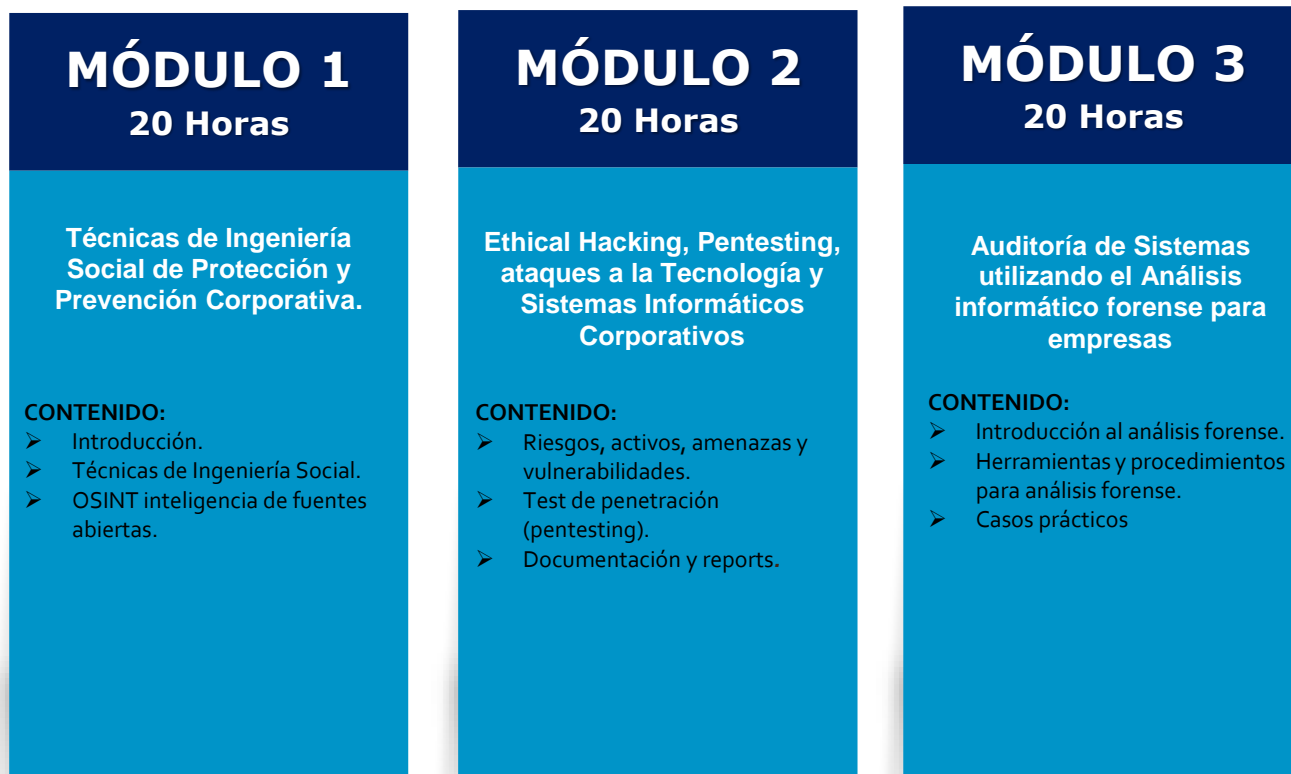 MÓDULO 1
20 Horas
Técnicas de Ingeniería
Social de Protección y
Prevención Corporativa.
CONTENIDO:
➢ Introducción.
➢ Técnicas de Ingeniería Social.
➢ OSINT inteligencia de fuentes
abiertas.
MÓDULO 2
20 Horas
Ethical Hacking, Pentesting,
ataques a la Tecnología y
Sistemas Informáticos
Corporativos
CONTENIDO:
➢ Riesgos, activos, amenazas y
vulnerabilidades.
➢ Test de penetración
(pentesting).
➢ Documentación y reports.
MÓDULO 3
20 Horas
Auditoría de Sistemas
utilizando el Análisis
informático forense para
empresas
CONTENIDO:
➢ Introducción al análisis forense.
➢ Herramientas y procedimientos
para análisis forense.
➢ Casos prácticos